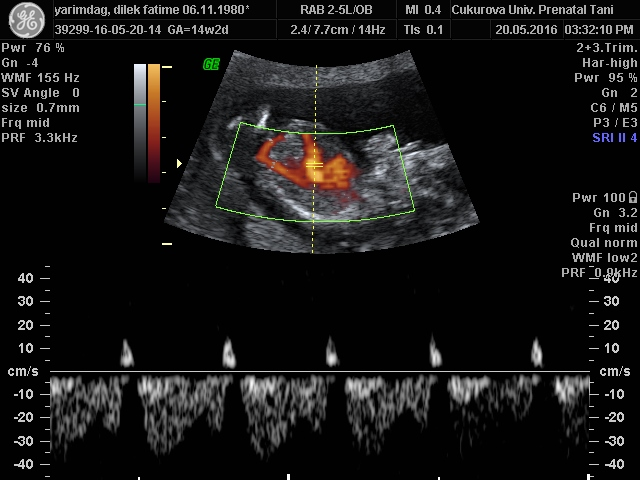 yarimdag, dilek fatime 06.11.1980* RAB 2-5L/OB MI 0.4 Cukurova Univ. Prenatal Tani
39299-16-05-20-14 GA=14w2d 2.4/7.7cm / 14Hz TIs 0.1 20.05.2016 03:32:10 PM
Pwr 76 %
Gn -4
WMF 155 Hz
SV Angle 0
size 0.7mm
Frq mid
PRF 3.3kHz
GE
2+3.Trim.
Har-high
Pwr 95 %
Gn 2
C6 / M5
P3 / E3
SRI II 4
Pwr 100
Gn 3.2
Frq mid
Qual norm
WMF low2
PRF 0.9kHz
40
30
20
10
cm/s
-10
-20
-30
-40
40
30
20
10
cm/s
-10
-20
-30
-40